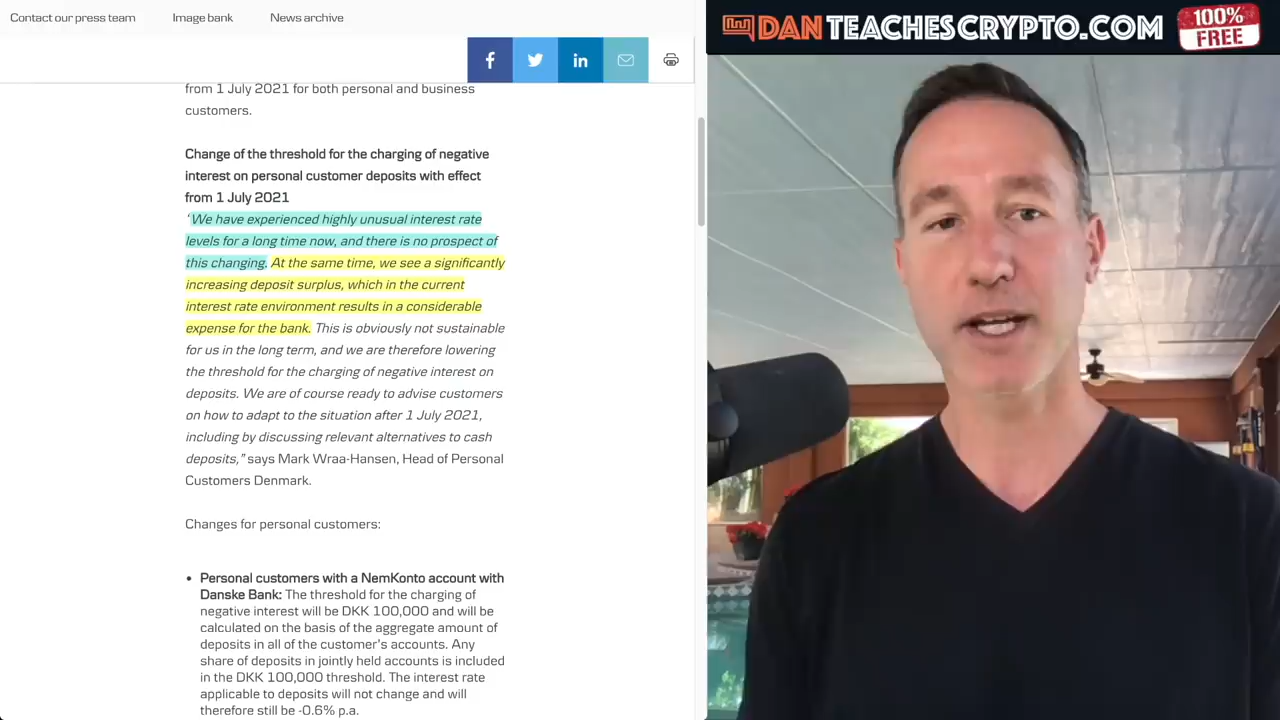 Contact our press team
Image bank
News archive
from 1 July 2021 for both personal and business
customers.
Change of the threshold for the charging of negative
interest on personal customer deposits with effect
from 1 July 2021
‘We have experienced highly unusual interest rate
levels for a long time now, and there is no prospect of
this changing. At the same time, we see a significantly
increasing deposit surplus, which in the current
interest rate environment results in a considerable
expense for the bank. This is obviously not sustainable
for us in the long term, and we are therefore lowering
the threshold for the charging of negative interest on
deposits. We are of course ready to advise customers
on how to adapt to the situation after 1 July 2021,
including by discussing relevant alternatives to cash
deposits,” says Mark Wraa-Hansen, Head of Personal
Customers Denmark.
Changes for personal customers:
• Personal customers with a NemKonto account with
Danske Bank: The threshold for the charging of
negative interest will be DKK 100,000 and will be
calculated on the basis of the aggregate amount of
deposits in all of the customer's accounts. Any
share of deposits in jointly held accounts is included
in the DKK 100,000 threshold. The interest rate
applicable to deposits will not change and will
therefore still be -0.6% p.a.
DANTEACHESCRYPTO.COM
100%
FREE